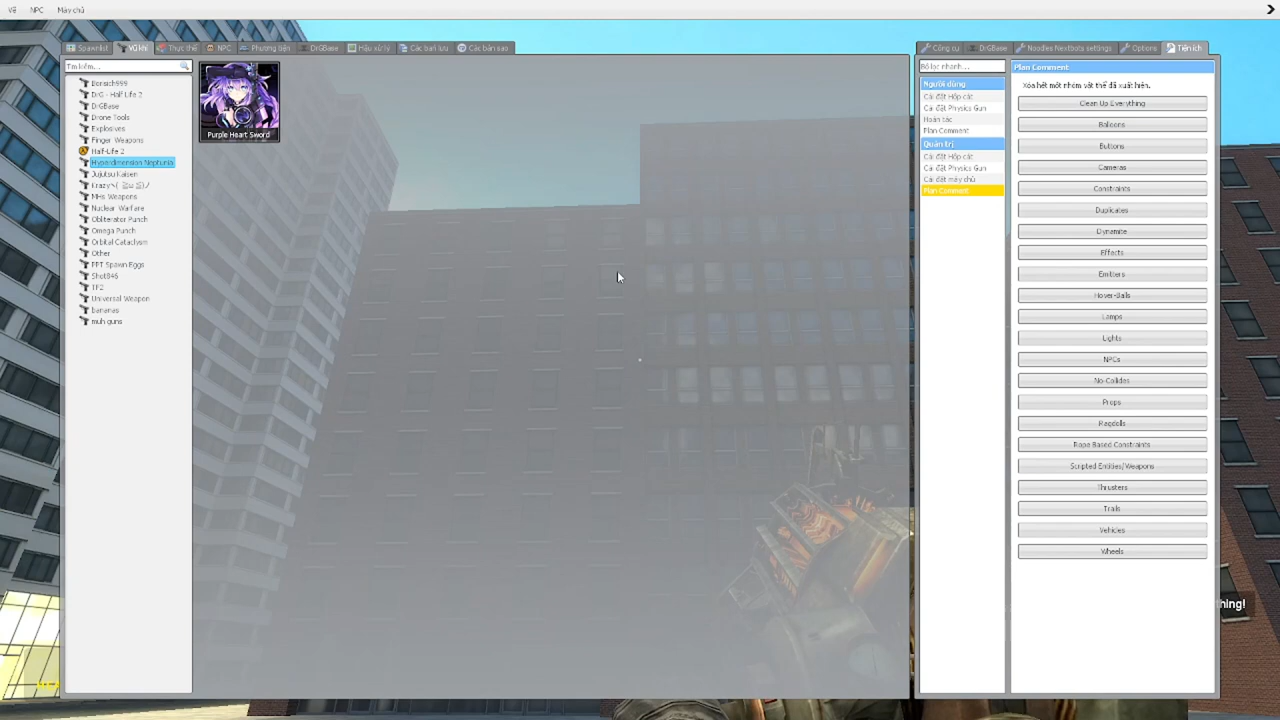 Vẽ NPC Máy chủ
Spawnlist Vũ khí Thực thể NPC Phương tiện DrGBase Hậu xử lý Các bản lưu Các bản sao
Tìm kiếm...
Borisich999
DrG - Half Life 2
DrGBase
Drone Tools
Explosives
Finger Weapons
Half-Life 2
Hyperdimension Neptunia
Jujutsu Kaisen
MHs Weapons
Nuclear Warfare
Obliterator Punch
Omega Punch
Orbital Cataclysm
Other
PPT Spawn Eggs
Shot846
TF2
Universal Weapon
bananas
muh guns
Purple Heart Sword
Công cụ DrGBase Noodles Nextbots settings Options Tiện ích
Bộ lọc nhanh...
Người dùng
Cài đặt Hộp cát
Cài đặt Physics Gun
Hoàn tác
Plan Comment
Quản trị
Cài đặt Hộp cát
Cài đặt Physics Gun
Cài đặt máy chủ
Plan Comment
Plan Comment
Xóa hết một nhóm vật thể đã xuất hiện.
Clean Up Everything
Balloons
Buttons
Cameras
Constraints
Duplicates
Dynamite
Effects
Emitters
Hover-Balls
Lamps
Lights
NPCs
No-Collides
Props
Ragdolls
Rope Based Constraints
Scripted Entities/Weapons
Thrusters
Trails
Vehicles
Wheels
hing!